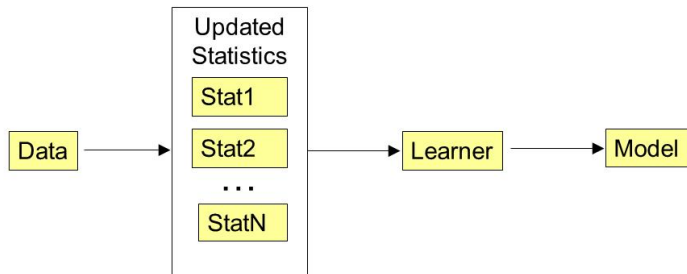 Updated
Statistics
Stat1
Data
Stat2
Learner
Model
...
StatN